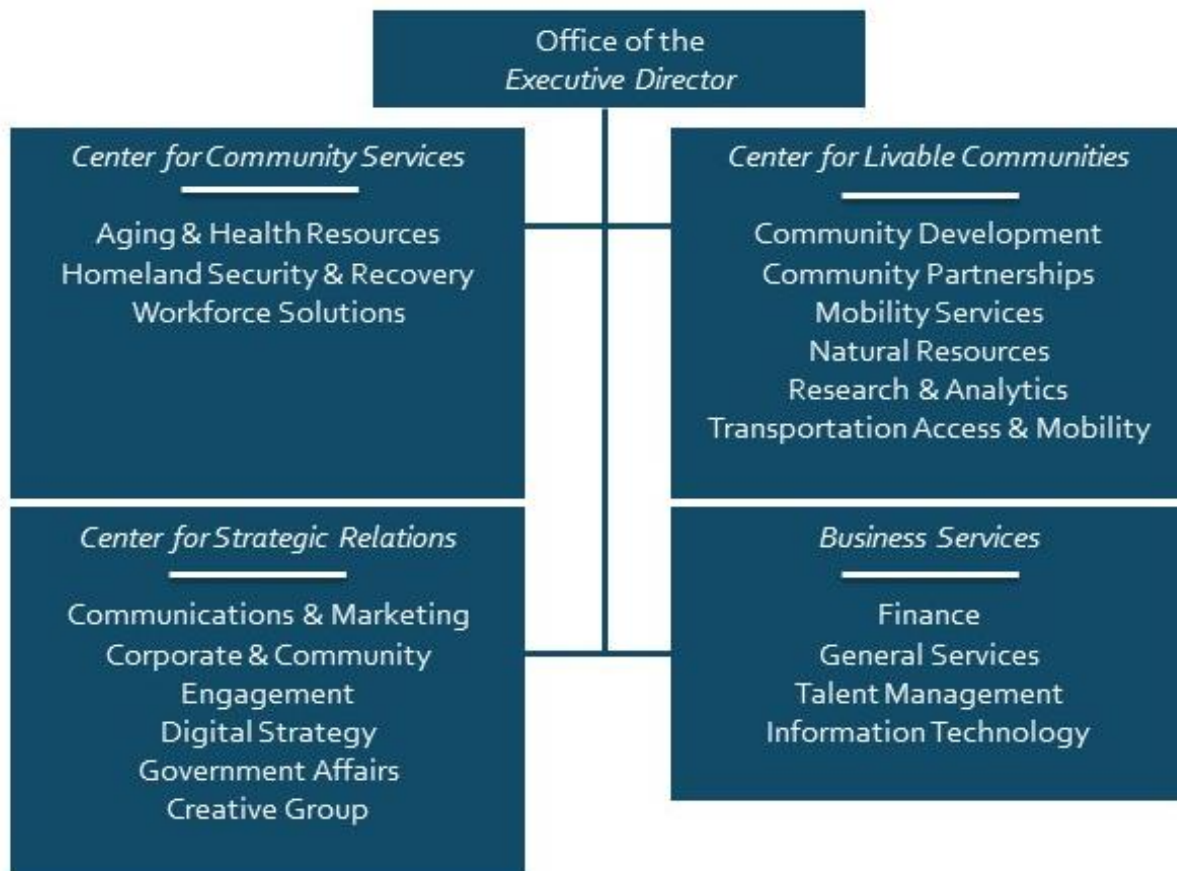 Office of the
Executive Director
Center for Community Services
Aging & Health Resources
Homeland Security & Recovery
Workforce Solutions
Center for Livable Communities
Community Development
Community Partnerships
Mobility Services
Natural Resources
Research & Analytics
Transportation Access & Mobility
Center for Strategic Relations
Communications & Marketing
Corporate & Community
Engagement
Digital Strategy
Government Affairs
Creative Group
Business Services
Finance
General Services
Talent Management
Information Technology